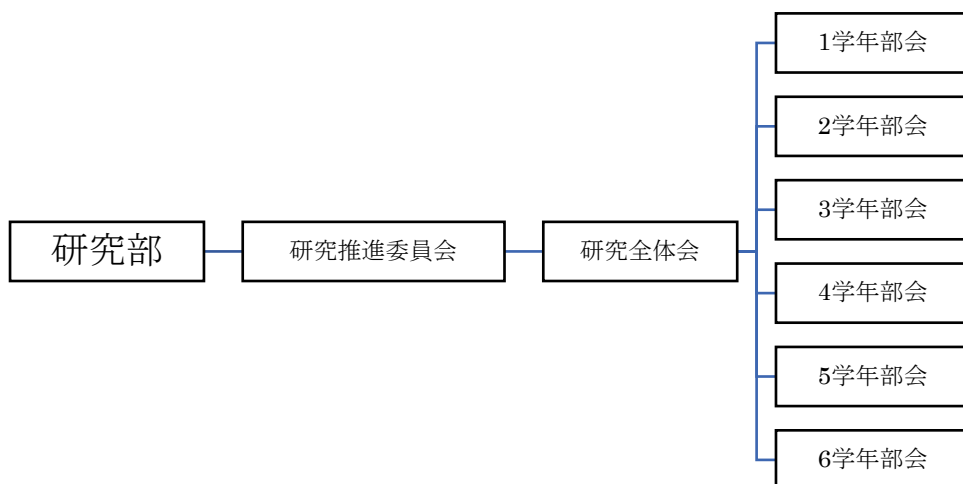 研究部
研究推進委員会
研究全体会
1学年部会
2学年部会
3学年部会
4学年部会
5学年部会
6学年部会